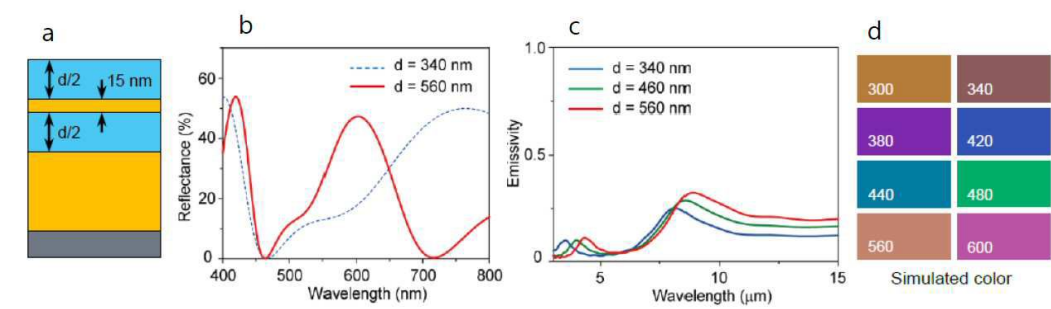 a
d/2
15 nm
d/2
b
d = 340 nm
d = 560 nm
60
40
20
0
Reflectance (%)
400
500
600
700
800
Wavelength (nm)
c
1.0
0.5
0
Emissivity
d = 340 nm
d = 460 nm
d = 560 nm
5
10
15
Wavelength (μm)
d
300
340
380
420
440
480
560
600
Simulated color